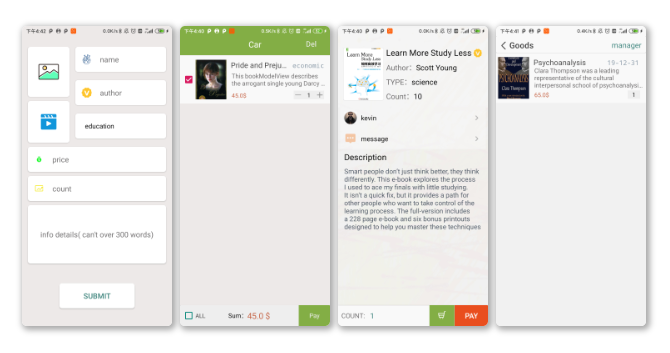 下午4:42
0.0K/s
name
author
education
price
count
info details( can't over 300 words)
SUBMIT
下午4:40
0.0K/s
Car
Del
Pride and Preju...
economic
This bookModelView describes
the arrogant single young Darcy ...
45.0$
1
ALL
Sum: 45.0 $
Pay
下午4:40
0.0K/s
Learn More Study Less
Author: Scott Young
TYPE: science
Count: 10
kevin
message
Description
Smart people don't just think better, they think
differently. This e-book explores the process
I used to ace my finals with little studying.
It isn't a quick fix, but it provides a path for
other people who want to take control of the
learning process. The full-version includes
a 228 page e-book and six bonus printouts
designed to help you master these techniques
COUNT: 1
PAY
下午4:41
0.0K/s
Goods
manager
Psychoanalysis
19-12-31
Clara Thompson was a leading
representative of the cultural
interpersonal school of psychoanalysi...
65.0$
1